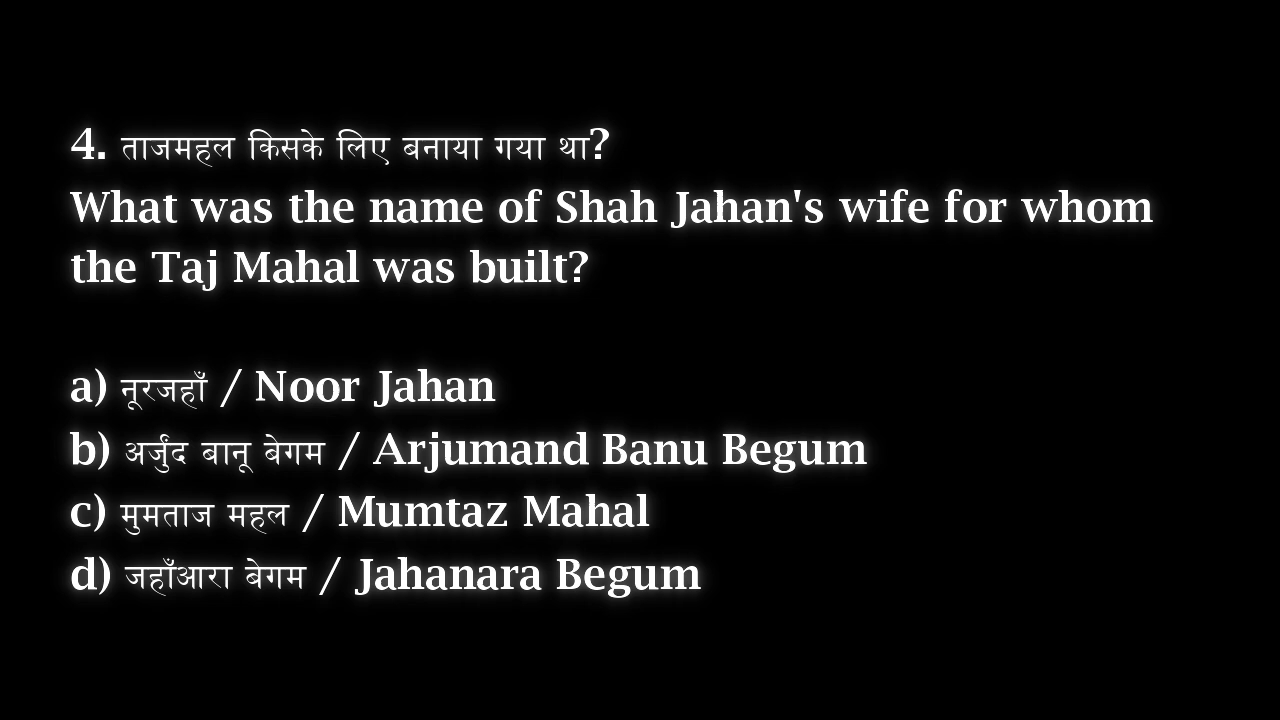 4. ताजमहल किसके लिए बनाया गया था?
What was the name of Shah Jahan's wife for whom
the Taj Mahal was built?
a) नूरजहाँ / Noor Jahan
b) अर्जुंद बानू बेगम / Arjumand Banu Begum
c) मुमताज महल / Mumtaz Mahal
d) जहाँआरा बेगम / Jahanara Begum